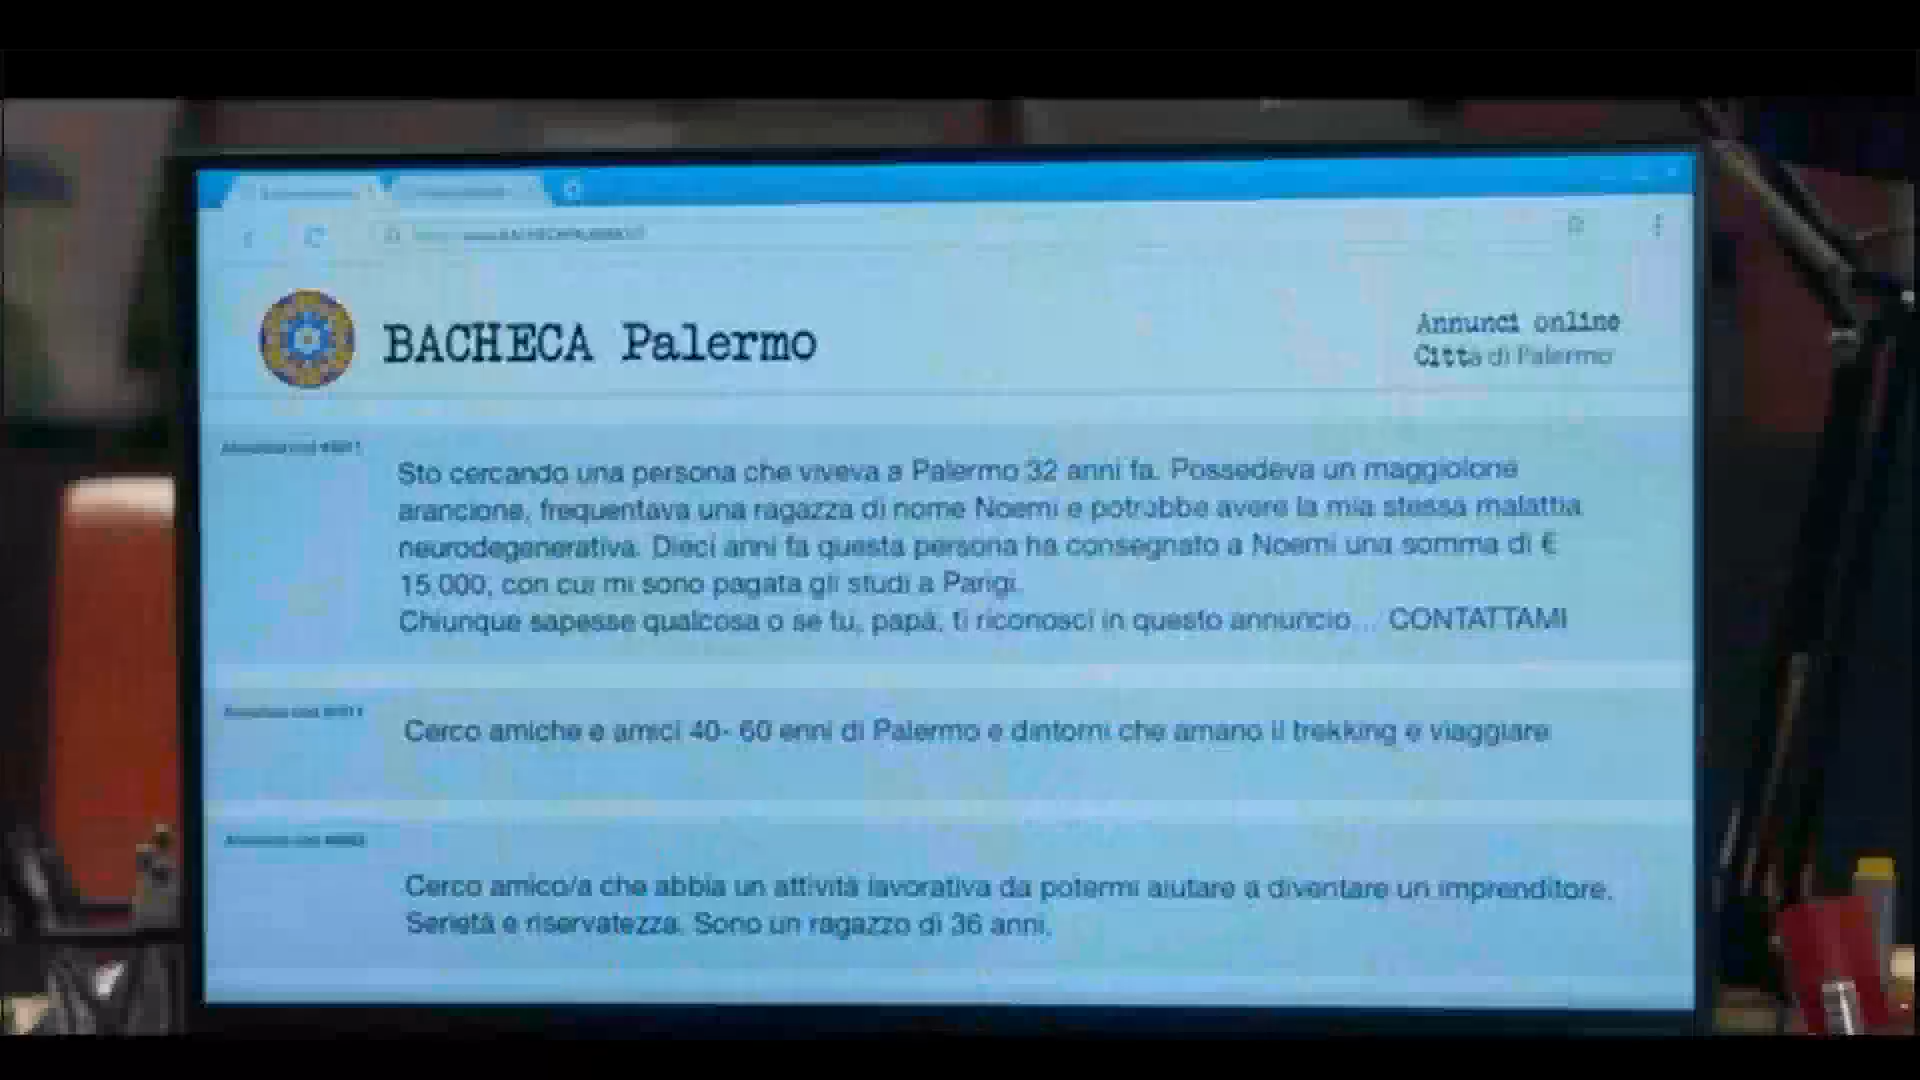 BACHECA Palermo
Annunci online
Città di Palermo
Sto cercando una persona che viveva a Palermo 32 anni fa. Possedeva un maggiolone
arancione, frequentava una ragazza di nome Noemi e potrebbe avere la mia stessa malattia
neurodegenerativa. Dieci anni fa questa persona ha consegnato a Noemi una somma di €
15.000, con cui mi sono pagata gli studi a Parigi.
Chiunque sapesse qualcosa o se tu, papà, ti riconosci in questo annuncio... CONTATTAMI
Cerco amiche e amici 40- 60 enni di Palermo e dintorni che amano il trekking e viaggiare
Cerco amico/a che abbia un attività lavorativa da potermi aiutare a diventare un imprenditore.
Serietà e riservatezza. Sono un ragazzo di 36 anni.